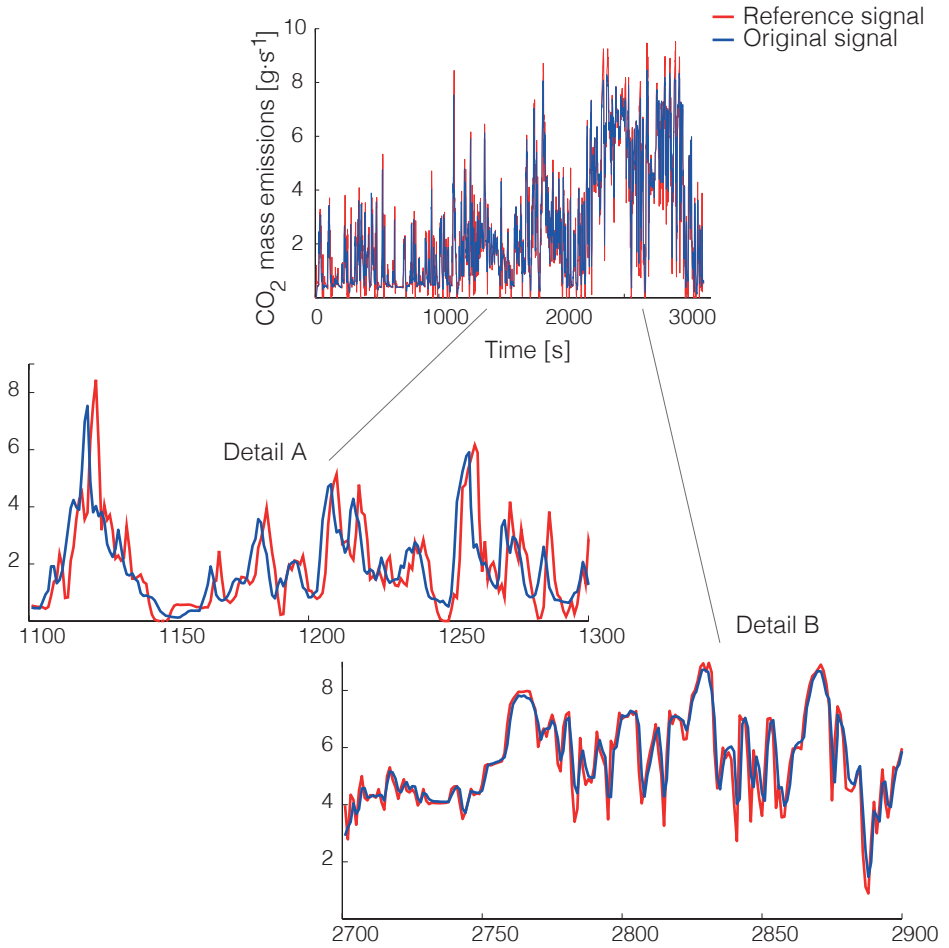 Reference signal
Original signal
CO2 mass emissions [g·s-1]
10
8
6
4
2
0 1000 2000 3000
Time [s]
Detail A
8
6
4
2
1100 1150 1200 1250 1300
Detail B
8
6
4
2
2700 2750 2800 2850 2900